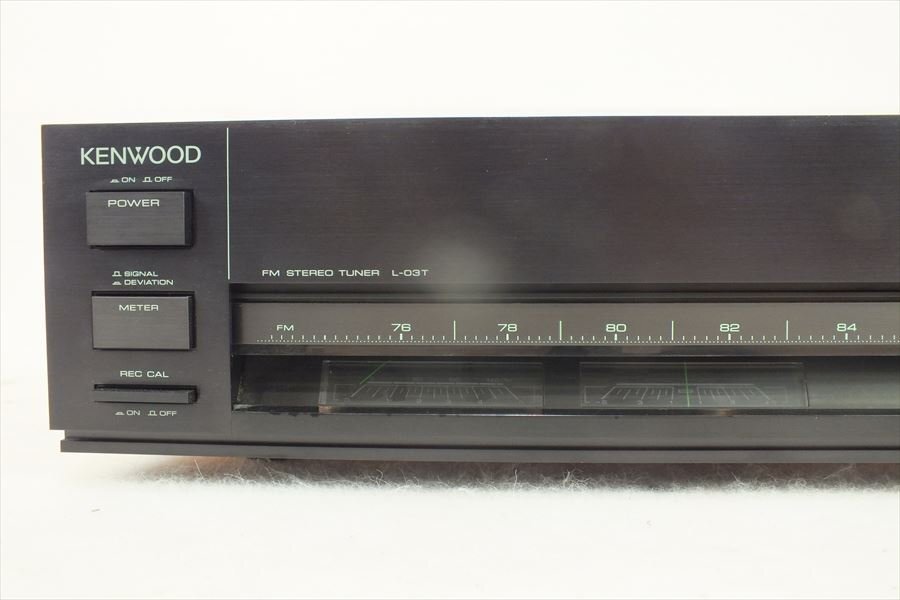 KENWOOD
ON OFF
POWER
FM STEREO TUNER L-03T
SIGNAL
DEVIATION
METER
FM 76 78 80 82 84
REC CAL
ON OFF